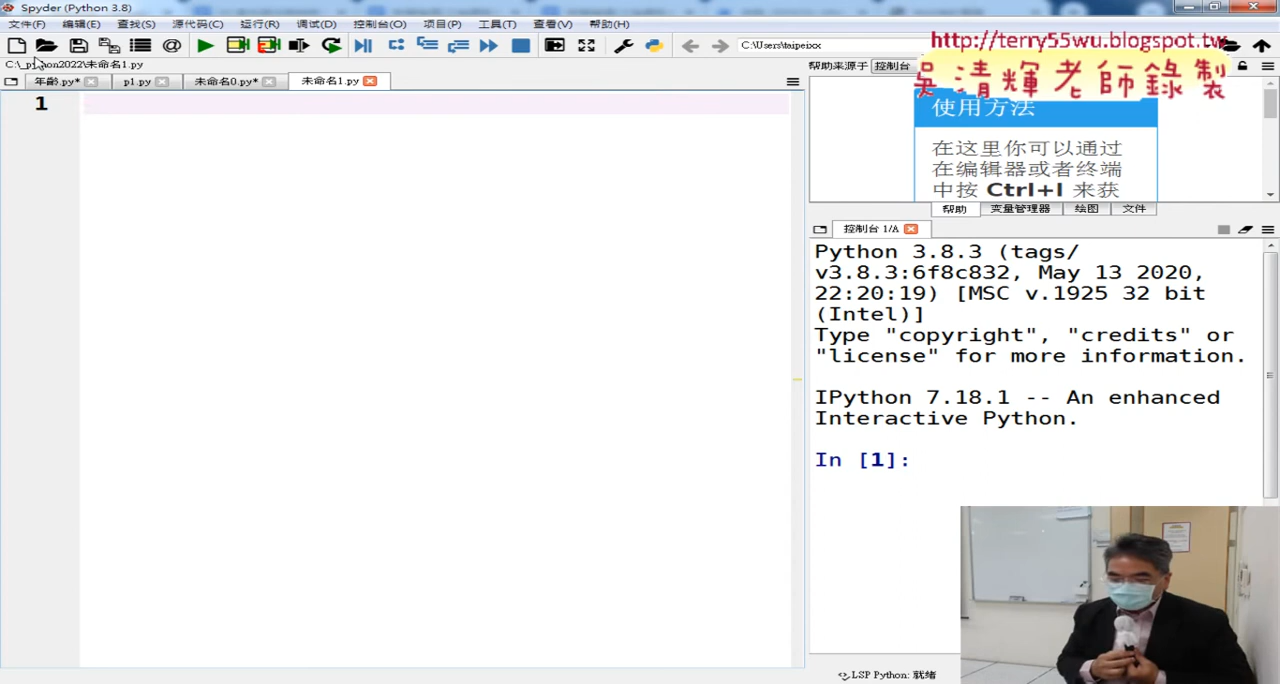 Spyder (Python 3.8)
文件(F) 编辑(E) 查找(S) 源代码(C) 运行(R) 调试(D) 控制台(O) 项目(P) 工具(T) 查看(V) 帮助(H)
C:\Users\taipeixx
http://terry55wu.blogspot.tw
吳清輝老師錄製
C:\_python2022\未命名1.py
年齡.py* p1.py 未命名0.py* 未命名1.py
帮助来源于 控制台
1
使用方法
在这里你可以通过
在编辑器或者终端
中按 Ctrl+I 来获
帮助 变量管理器 绘图 文件
控制台 1/A
Python 3.8.3 (tags/
v3.8.3:6f8c832, May 13 2020,
22:20:19) [MSC v.1925 32 bit
(Intel)]
Type "copyright", "credits" or
"license" for more information.
IPython 7.18.1 -- An enhanced
Interactive Python.
In [1]:
LSP Python: 就绪